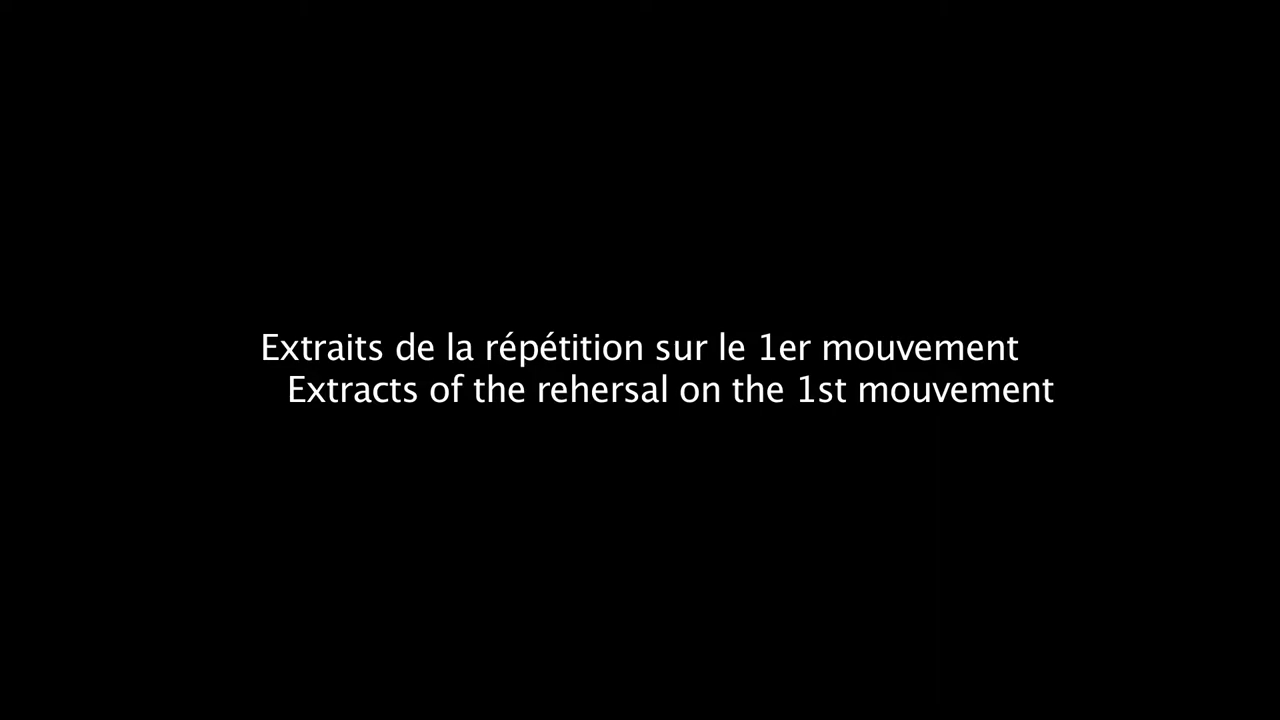 Extraits de la répétition sur le 1er mouvement
Extracts of the rehersal on the 1st mouvement